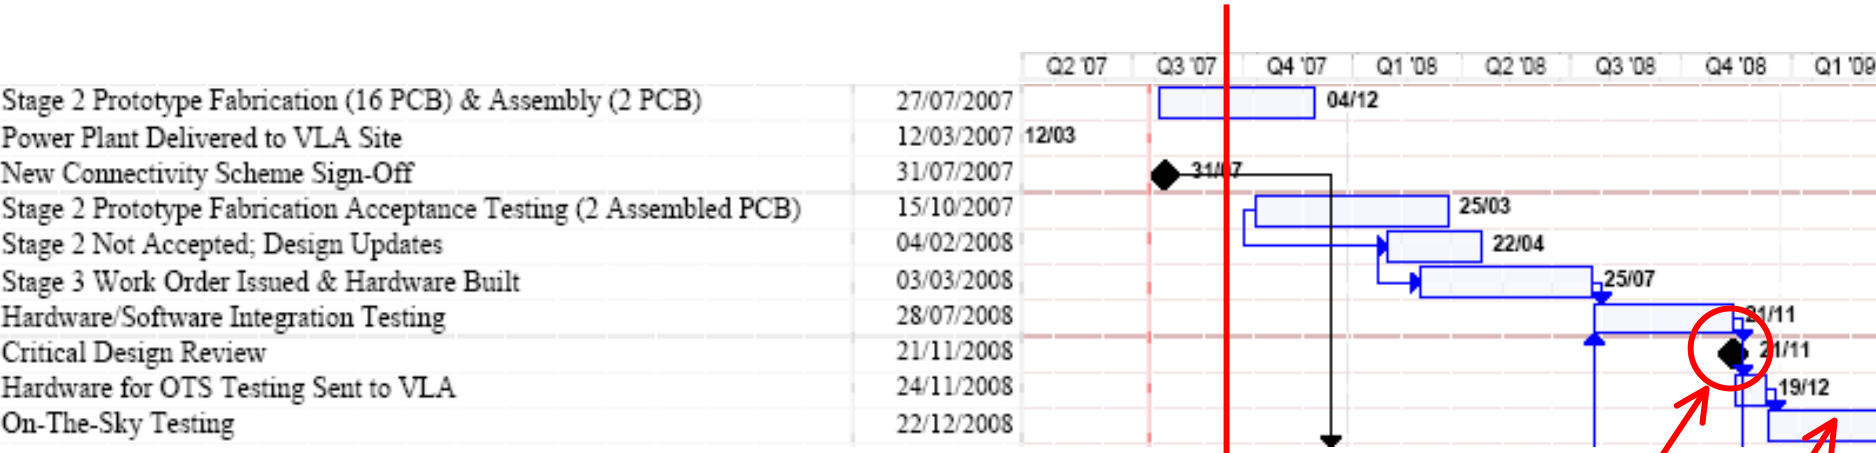 Q2 '07 Q3 '07 Q4 '07 Q1 '08 Q2 '08 Q3 '08 Q4 '08 Q1 '09
Stage 2 Prototype Fabrication (16 PCB) & Assembly (2 PCB) 27/07/2007 04/12
Power Plant Delivered to VLA Site 12/03/2007 12/03
New Connectivity Scheme Sign-Off 31/07/2007 31/07
Stage 2 Prototype Fabrication Acceptance Testing (2 Assembled PCB) 15/10/2007 25/03
Stage 2 Not Accepted; Design Updates 04/02/2008 22/04
Stage 3 Work Order Issued & Hardware Built 03/03/2008 25/07
Hardware/Software Integration Testing 28/07/2008 21/11
Critical Design Review 21/11/2008 21/11
Hardware for OTS Testing Sent to VLA 24/11/2008 19/12
On-The-Sky Testing 22/12/2008